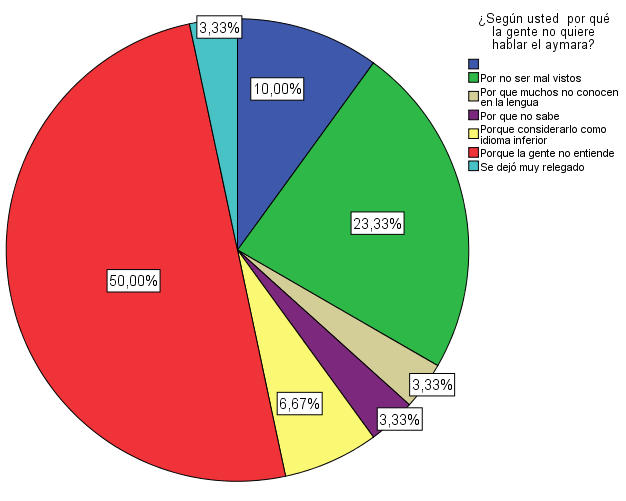 ¿Según usted por qué
la gente no quiere
hablar el aymara?
Por no ser mal vistos
Por que muchos no conocen
en la lengua
Por que no sabe
Porque considerarlo como
idioma inferior
Porque la gente no entiende
Se dejó muy relegado
3,33%
10,00%
23,33%
50,00%
3,33%
6,67%
3,33%